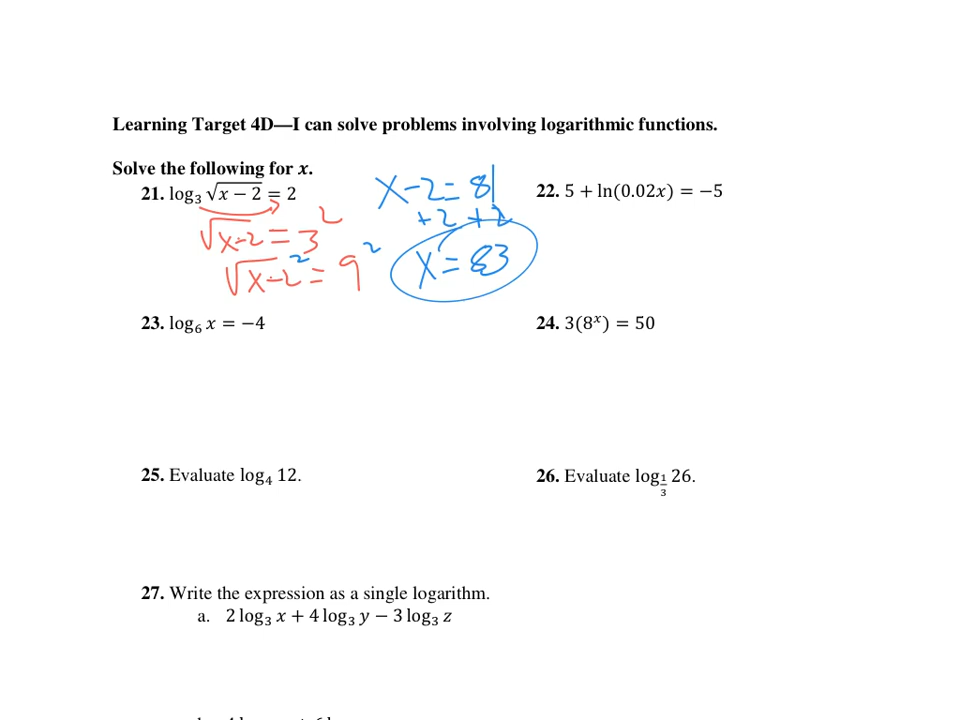 Learning Target 4D—I can solve problems involving logarithmic functions.
Solve the following for x.
21. log₃ √(x − 2) = 2
x-2=81
+2 +2
x=83
√x-2 = 3²
√x-2² = 9²
22. 5 + ln(0.02x) = −5
23. log₆ x = −4
24. 3(8ˣ) = 50
25. Evaluate log₄ 12.
26. Evaluate log_(1/3) 26.
27. Write the expression as a single logarithm.
a. 2 log₃ x + 4 log₃ y − 3 log₃ z